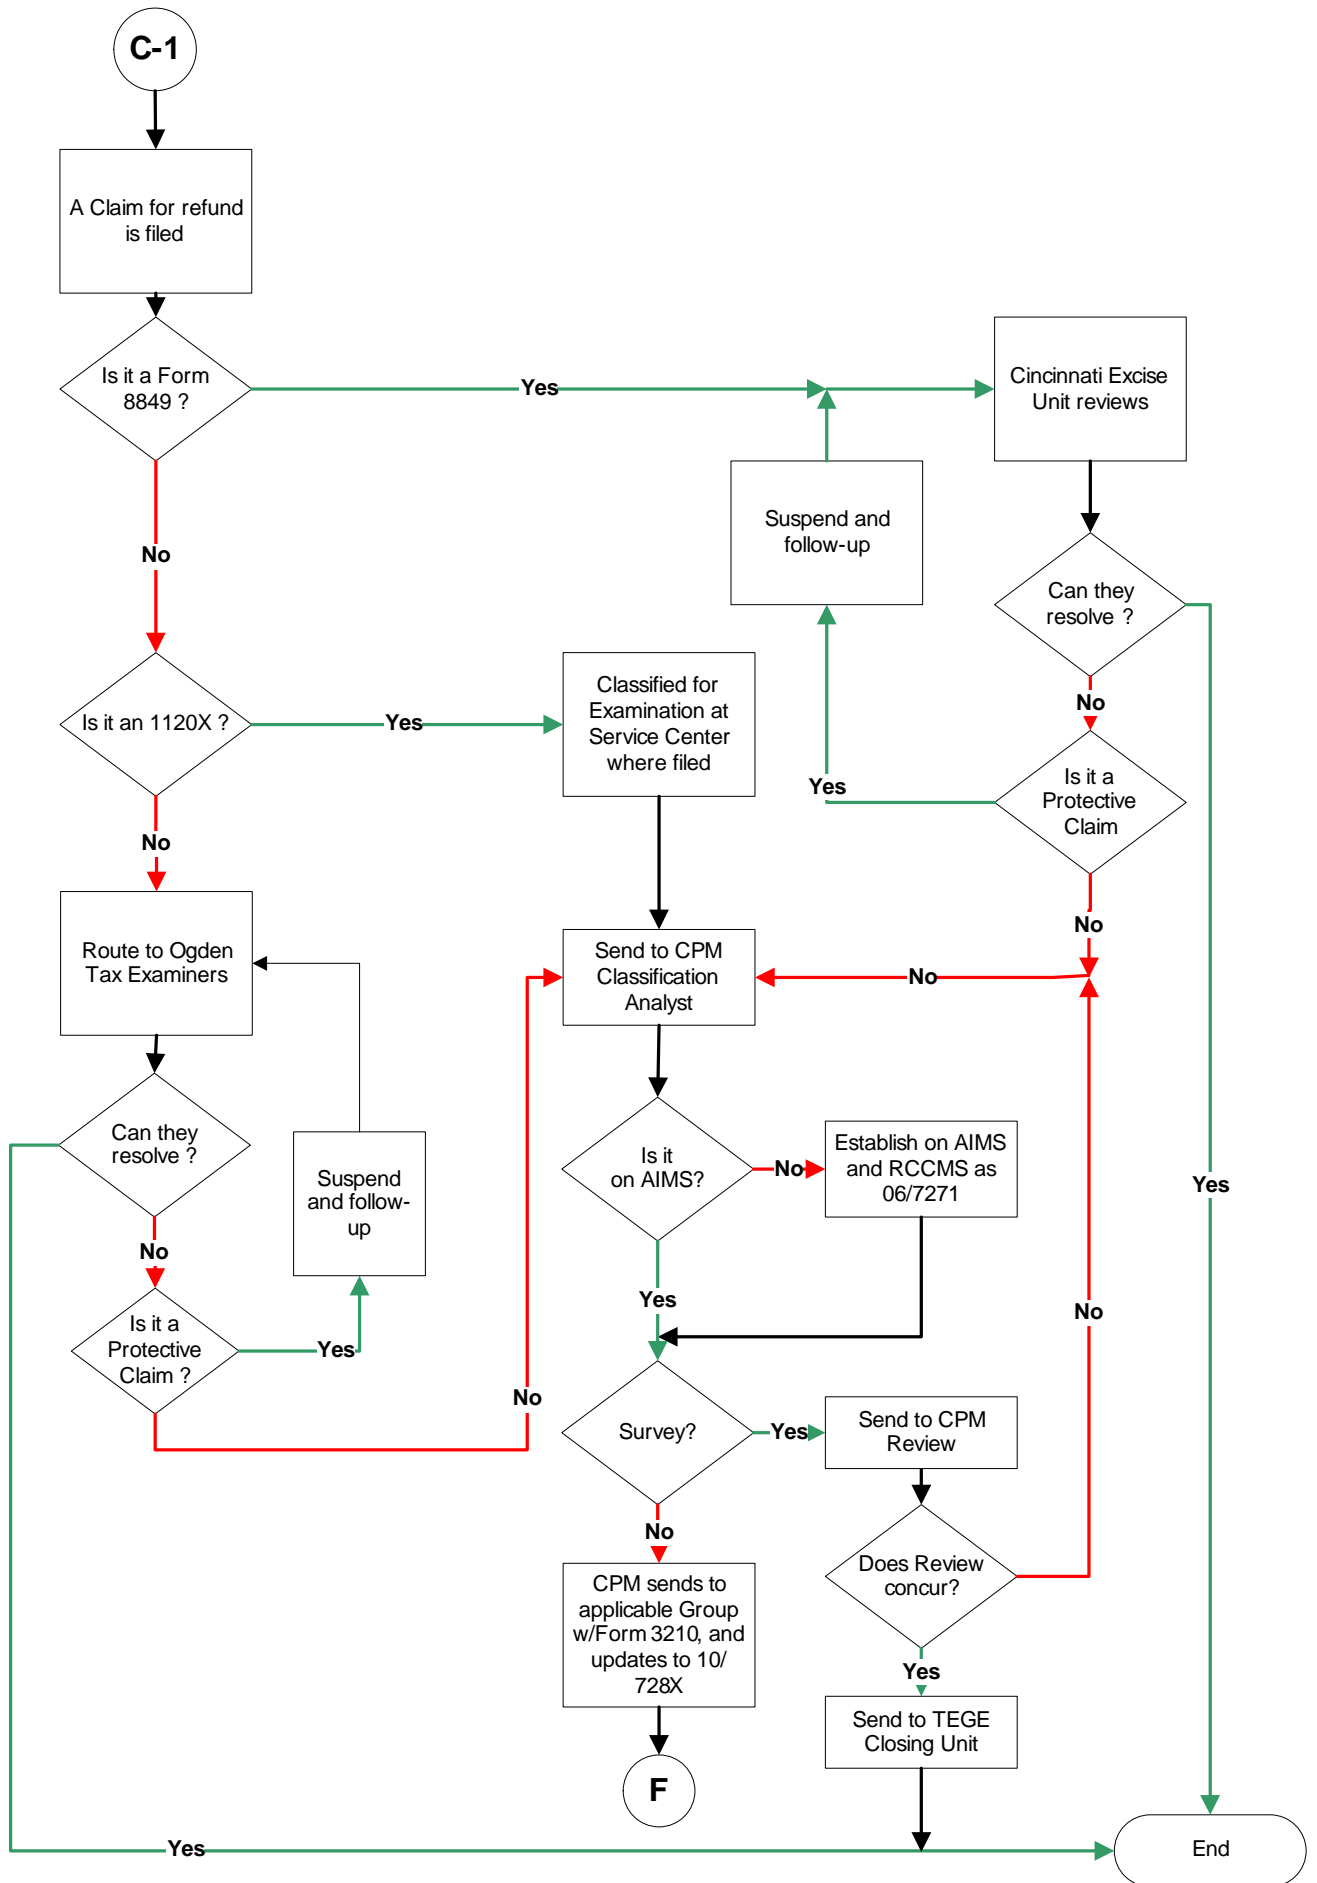 C-1
A Claim for refund
is filed
Is it a Form
8849 ?
Yes
Cincinnati Excise
Unit reviews
Suspend and
follow-up
No
Can they
resolve ?
Classified for
Examination at
Service Center
where filed
Is it an 1120X ?
Yes
No
Is it a
Protective
Claim
Yes
No
No
Route to Ogden
Tax Examiners
Send to CPM
Classification
Analyst
No
Can they
resolve ?
Suspend
and follow-
up
Is it
on AIMS?
No
Establish on AIMS
and RCCMS as
06/7271
Yes
No
Yes
No
Is it a
Protective
Claim ?
Yes
No
Survey?
Yes
Send to CPM
Review
No
Does Review
concur?
CPM sends to
applicable Group
w/Form 3210, and
updates to 10/
728X
Yes
Send to TEGE
Closing Unit
F
Yes
End